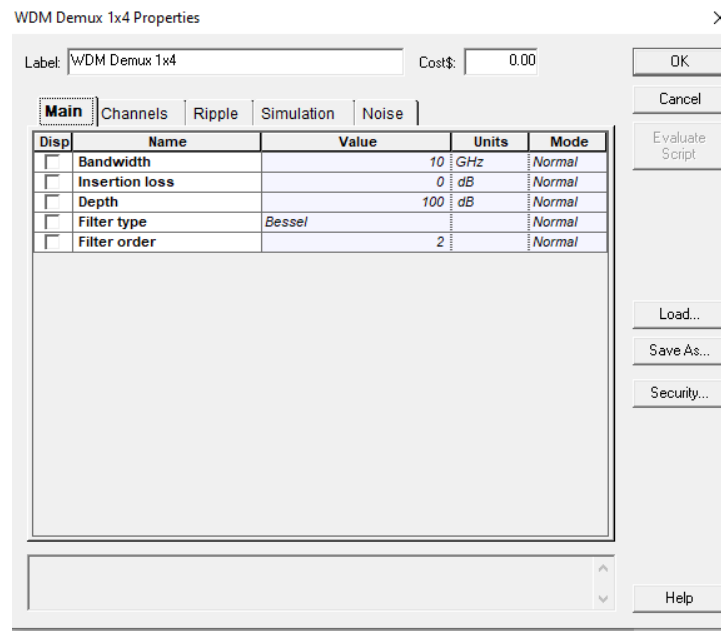 WDM Demux 1x4 Properties
Label: WDM Demux 1x4 Cost$: 0.00 OK
Cancel
Main Channels Ripple Simulation Noise
Evaluate Script
Disp Name Value Units Mode
Bandwidth 10 GHz Normal
Insertion loss 0 dB Normal
Depth 100 dB Normal
Filter type Bessel Normal
Filter order 2 Normal
Load...
Save As...
Security...
Help